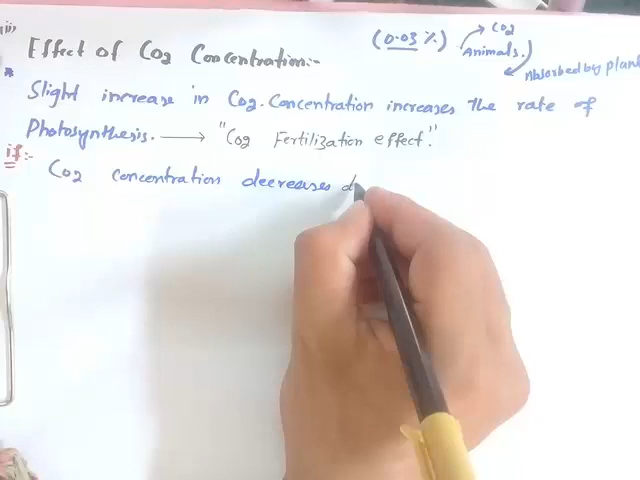 ii)
Effect of Co2 Concentration:-
(0.03 %) → Co2
Animals.
Absorbed by plant
* Slight increase in Co2. Concentration increases the rate of
Photosynthesis. → "Co2 Fertilization effect."
if:-
Co2 concentration decreases d